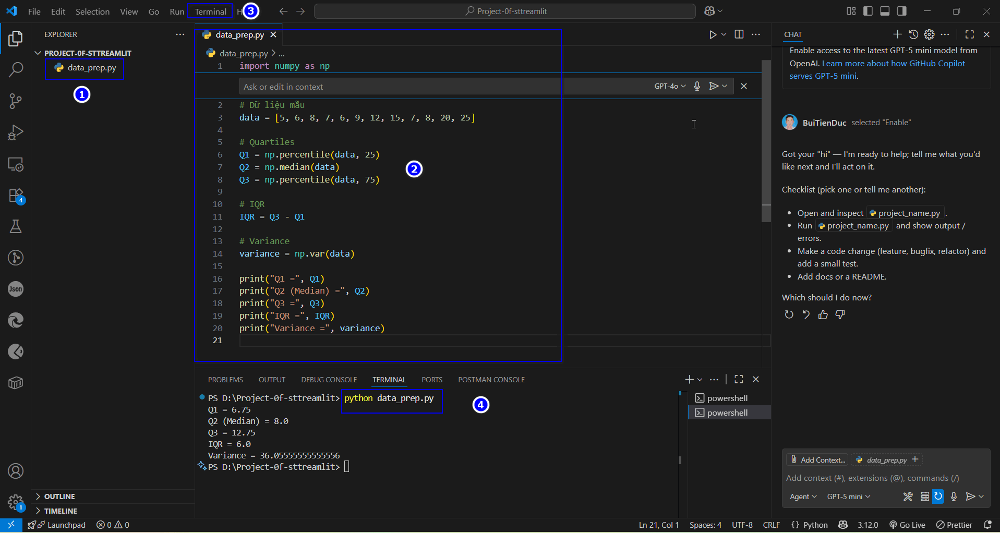 File Edit Selection View Go Run Terminal H
3
Project-0f-sttreamlit
EXPLORER
PROJECT-0F-STTREAMLIT
data_prep.py
1
data_prep.py
data_prep.py > ...
1 import numpy as np
Ask or edit in context GPT-4o
2 # Dữ liệu mẫu
3 data = [5, 6, 8, 7, 6, 9, 12, 15, 7, 8, 20, 25]
4
5 # Quartiles
6 Q1 = np.percentile(data, 25)
7 Q2 = np.median(data)
2
8 Q3 = np.percentile(data, 75)
9
10 # IQR
11 IQR = Q3 - Q1
12
13 # Variance
14 variance = np.var(data)
15
16 print("Q1 =", Q1)
17 print("Q2 (Median) =", Q2)
18 print("Q3 =", Q3)
19 print("IQR =", IQR)
20 print("Variance =", variance)
21
PROBLEMS OUTPUT DEBUG CONSOLE TERMINAL PORTS POSTMAN CONSOLE
PS D:\Project-0f-sttreamlit> python data_prep.py
4
Q1 = 6.75
Q2 (Median) = 8.0
Q3 = 12.75
IQR = 6.0
Variance = 36.05555555555556
PS D:\Project-0f-sttreamlit>
powershell
powershell
CHAT
Enable access to the latest GPT-5 mini model from
OpenAI. Learn more about how GitHub Copilot
serves GPT-5 mini.
BuiTienDuc selected "Enable"
Got your "hi" — I'm ready to help; tell me what you'd
like next and I'll act on it.
Checklist (pick one or tell me another):
• Open and inspect project_name.py .
• Run project_name.py and show output /
errors.
• Make a code change (feature, bugfix, refactor) and
add a small test.
• Add docs or a README.
Which should I do now?
Add Context... data_prep.py +
Add context (#), extensions (@), commands (/)
Agent GPT-5 mini
4
Json
1
OUTLINE
TIMELINE
Launchpad 0 0
Ln 21, Col 1 Spaces: 4 UTF-8 CRLF {} Python 3.12.0 Go Live Prettier